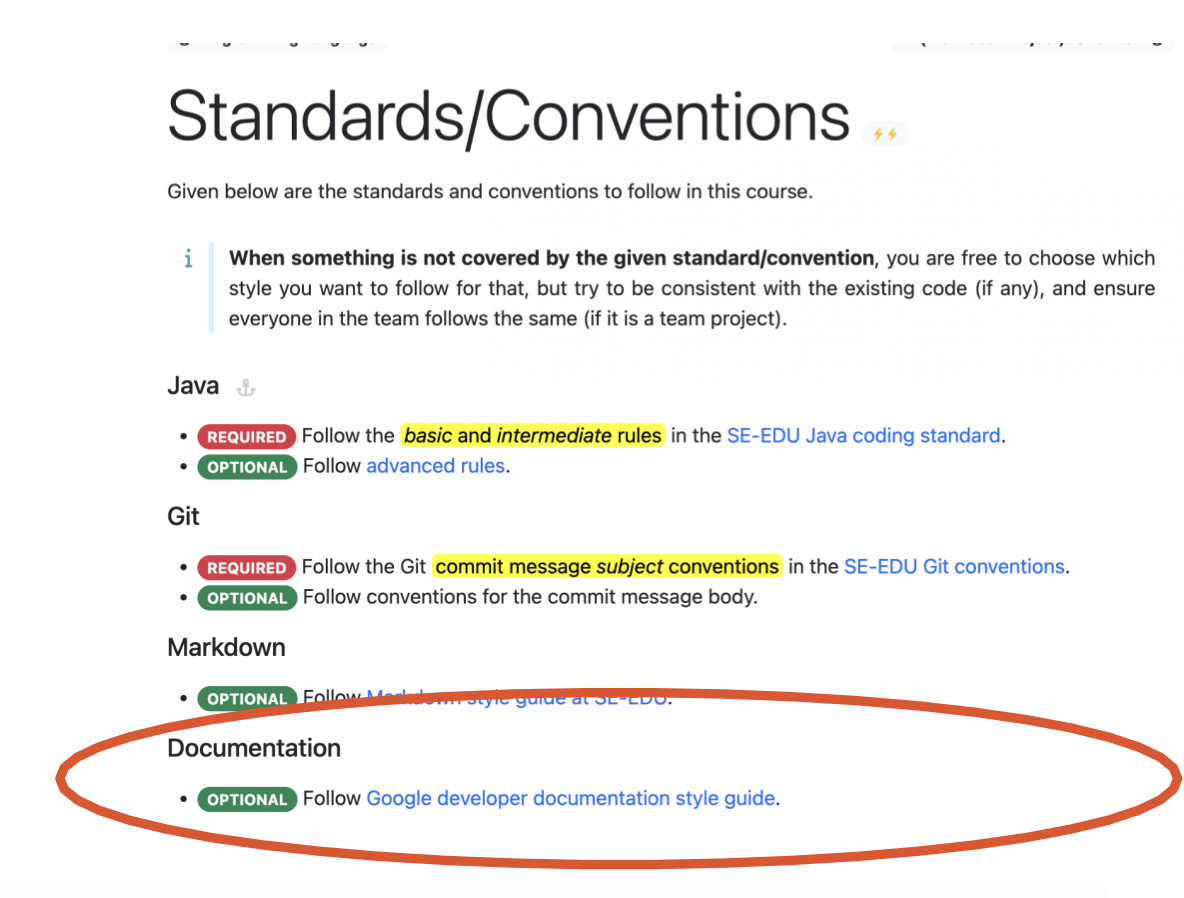 Standards/Conventions
Given below are the standards and conventions to follow in this course.
i
When something is not covered by the given standard/convention, you are free to choose which
style you want to follow for that, but try to be consistent with the existing code (if any), and ensure
everyone in the team follows the same (if it is a team project).
Java
• REQUIRED Follow the basic and intermediate rules in the SE-EDU Java coding standard.
• OPTIONAL Follow advanced rules.
Git
• REQUIRED Follow the Git commit message subject conventions in the SE-EDU Git conventions.
• OPTIONAL Follow conventions for the commit message body.
Markdown
• OPTIONAL Follow Markdown style guide at SE-EDU.
Documentation
• OPTIONAL Follow Google developer documentation style guide.